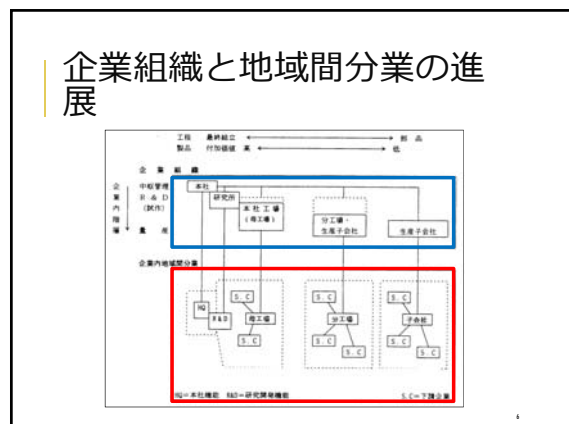 企業組織と地域間分業の進
展
工程 最終組立 ←→ 部品
製品 付加価値 高 ←→ 低
企業組織
企業内階層
中枢管理
R & D
(試作)
量産
本社
研究所
本社工場
(母工場)
分工場・
生産子会社
生産子会社
企業内地域間分業
HQ
R&D
S.C
母工場
S.C
S.C
分工場
S.C
S.C
S.C
子会社
S.C
S.C
HQ=本社機能 R&D=研究開発機能 S.C=下請企業